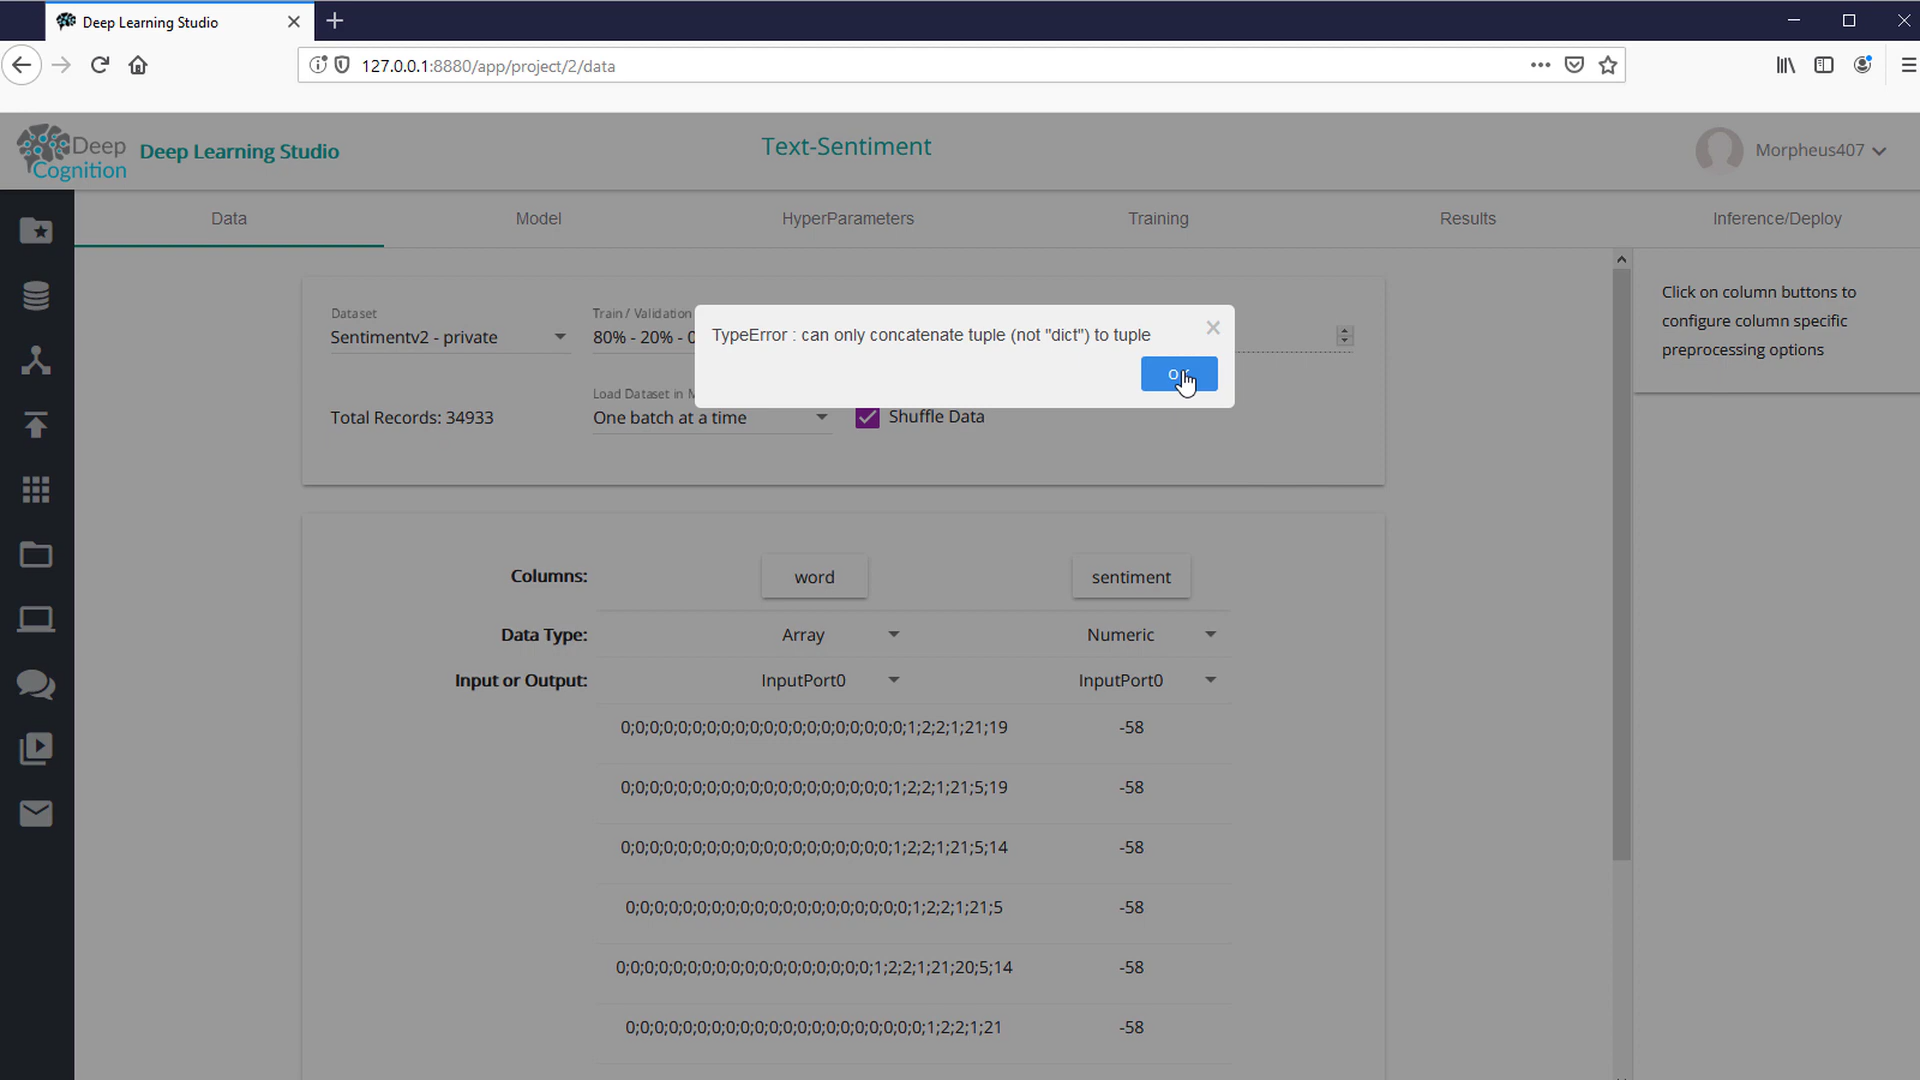 Deep Learning Studio
127.0.0.1:8880/app/project/2/data
Deep
Cognition
Deep Learning Studio
Text-Sentiment
Morpheus407
Data
Model
HyperParameters
Training
Results
Inference/Deploy
Dataset
Sentimentv2 - private
Train / Validation
80% - 20% - 0
TypeError : can only concatenate tuple (not "dict") to tuple
Click on column buttons to
configure column specific
preprocessing options
Total Records: 34933
Load Dataset in
One batch at a time
Shuffle Data
Columns:
word
sentiment
Data Type:
Array
Numeric
Input or Output:
InputPort0
InputPort0
0;0;0;0;0;0;0;0;0;0;0;0;0;0;0;0;0;0;0;0;1;2;2;1;21;19
-58
0;0;0;0;0;0;0;0;0;0;0;0;0;0;0;0;0;0;0;1;2;2;1;21;5;19
-58
0;0;0;0;0;0;0;0;0;0;0;0;0;0;0;0;0;0;0;1;2;2;1;21;5;14
-58
0;0;0;0;0;0;0;0;0;0;0;0;0;0;0;0;0;0;0;0;1;2;2;1;21;5
-58
0;0;0;0;0;0;0;0;0;0;0;0;0;0;0;0;0;0;1;2;2;1;21;20;5;14
-58
0;0;0;0;0;0;0;0;0;0;0;0;0;0;0;0;0;0;0;0;0;1;2;2;1;21
-58